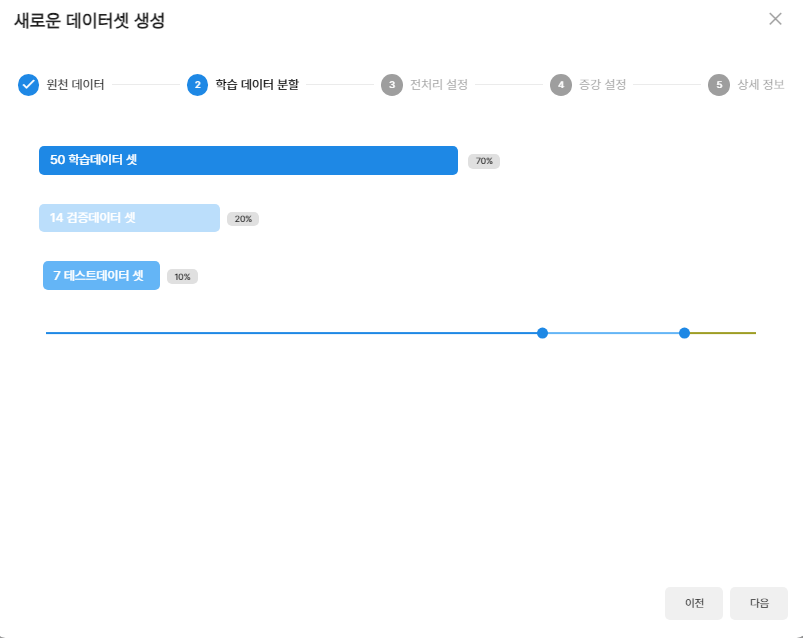 새로운 데이터셋 생성
원천 데이터
2 학습 데이터 분할
3 전처리 설정
4 증강 설정
5 상세 정보
50 학습데이터 셋
70%
14 검증데이터 셋
20%
7 테스트데이터 셋
10%
이전
다음